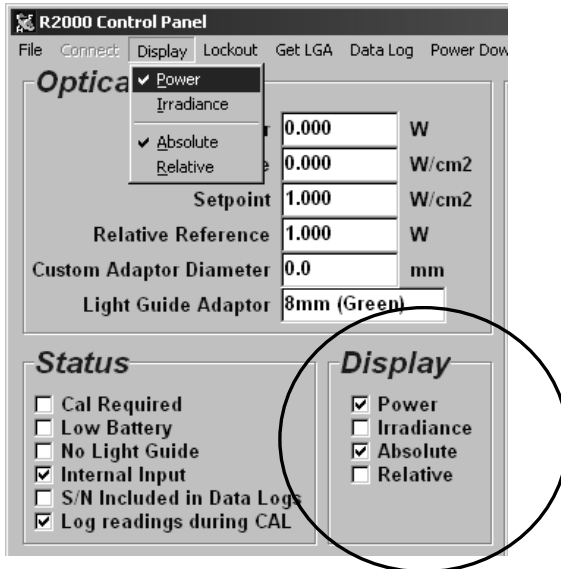 R2000 Control Panel
File Connect Display Lockout Get LGA Data Log Power Dow
Optica
Power
Irradiance
Absolute
Relative
r 0.000 W
e 0.000 W/cm2
Setpoint 1.000 W/cm2
Relative Reference 1.000 W
Custom Adaptor Diameter 0.0 mm
Light Guide Adaptor 8mm (Green)
Status
Cal Required
Low Battery
No Light Guide
Internal Input
S/N Included in Data Logs
Log readings during CAL
Display
Power
Irradiance
Absolute
Relative